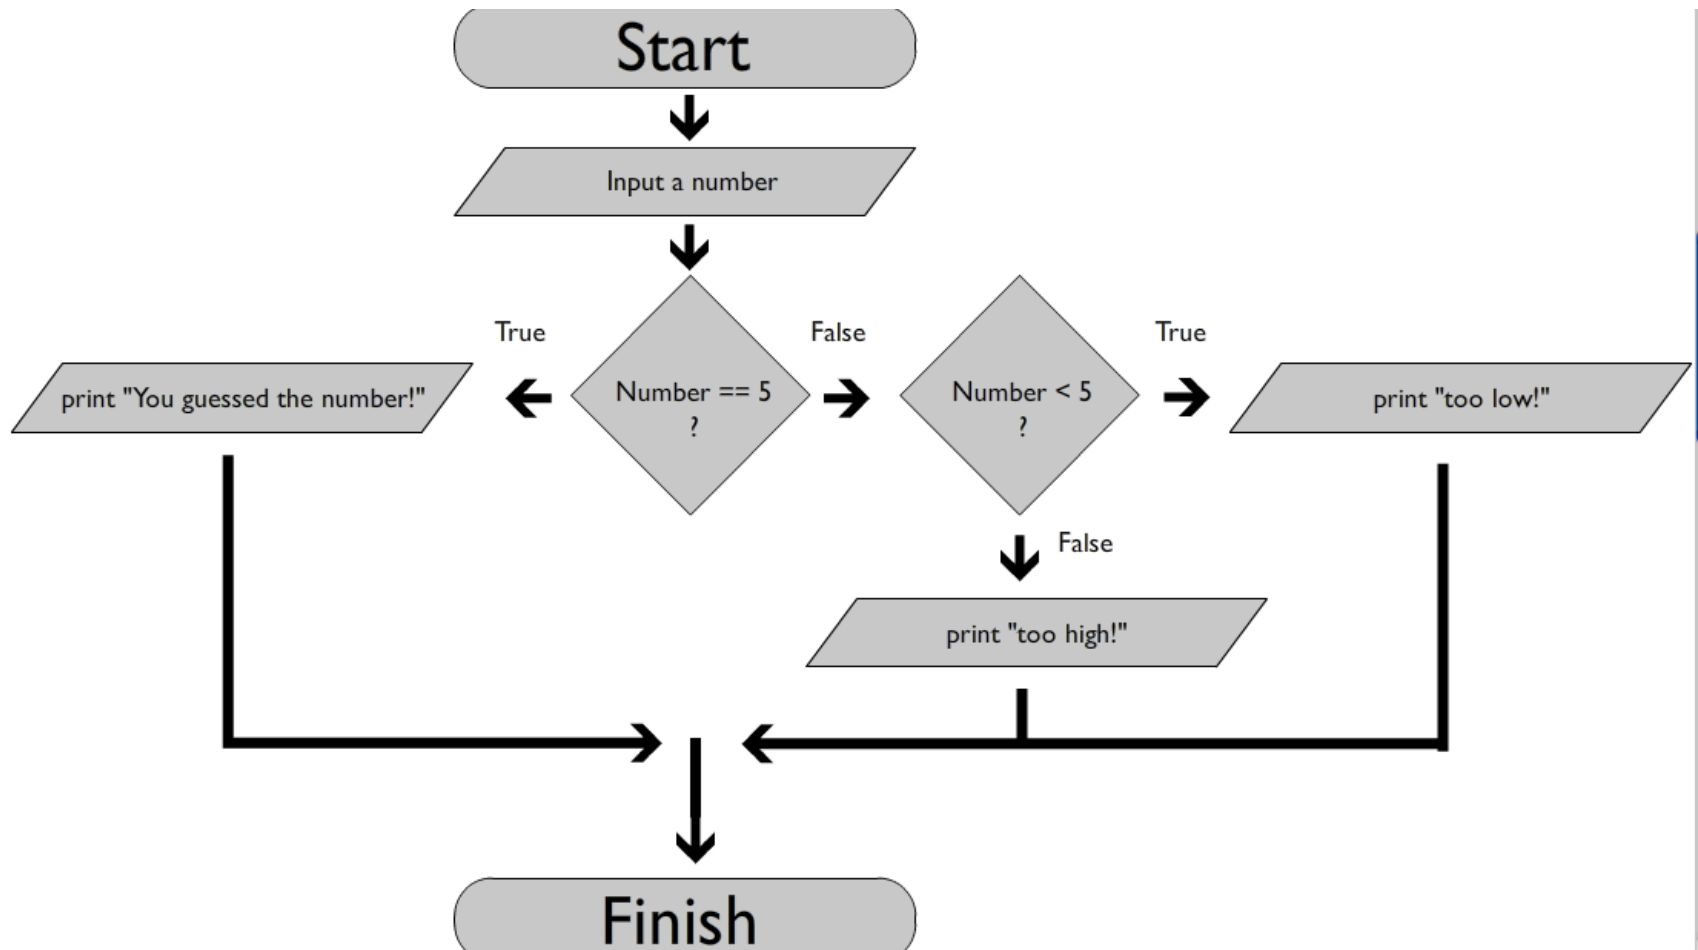 Start
Input a number
True
False
True
print "You guessed the number!"
Number == 5
?
Number < 5
?
print "too low!"
False
print "too high!"
Finish